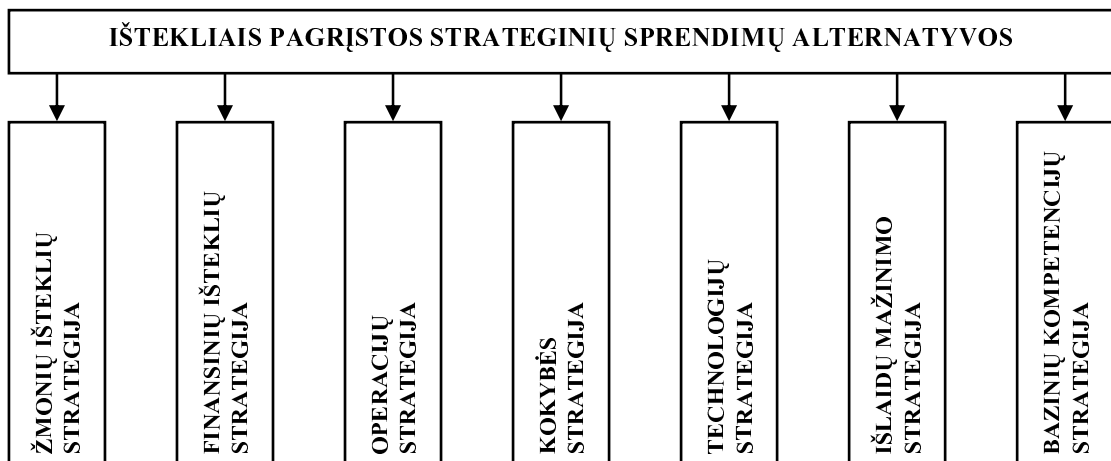 IŠTEKLIAIS PAGRĮSTOS STRATEGINIŲ SPRENDIMŲ ALTERNATYVOS
ŽMONIŲ IŠTEKLIŲ
STRATEGIJA
FINANSINIŲ IŠTEKLIŲ
STRATEGIJA
OPERACIJŲ
STRATEGIJA
KOKYBĖS
STRATEGIJA
TECHNOLOGIJŲ
STRATEGIJA
IŠLAIDŲ MAŽINIMO
STRATEGIJA
BAZINIŲ KOMPETENCIJŲ
STRATEGIJA